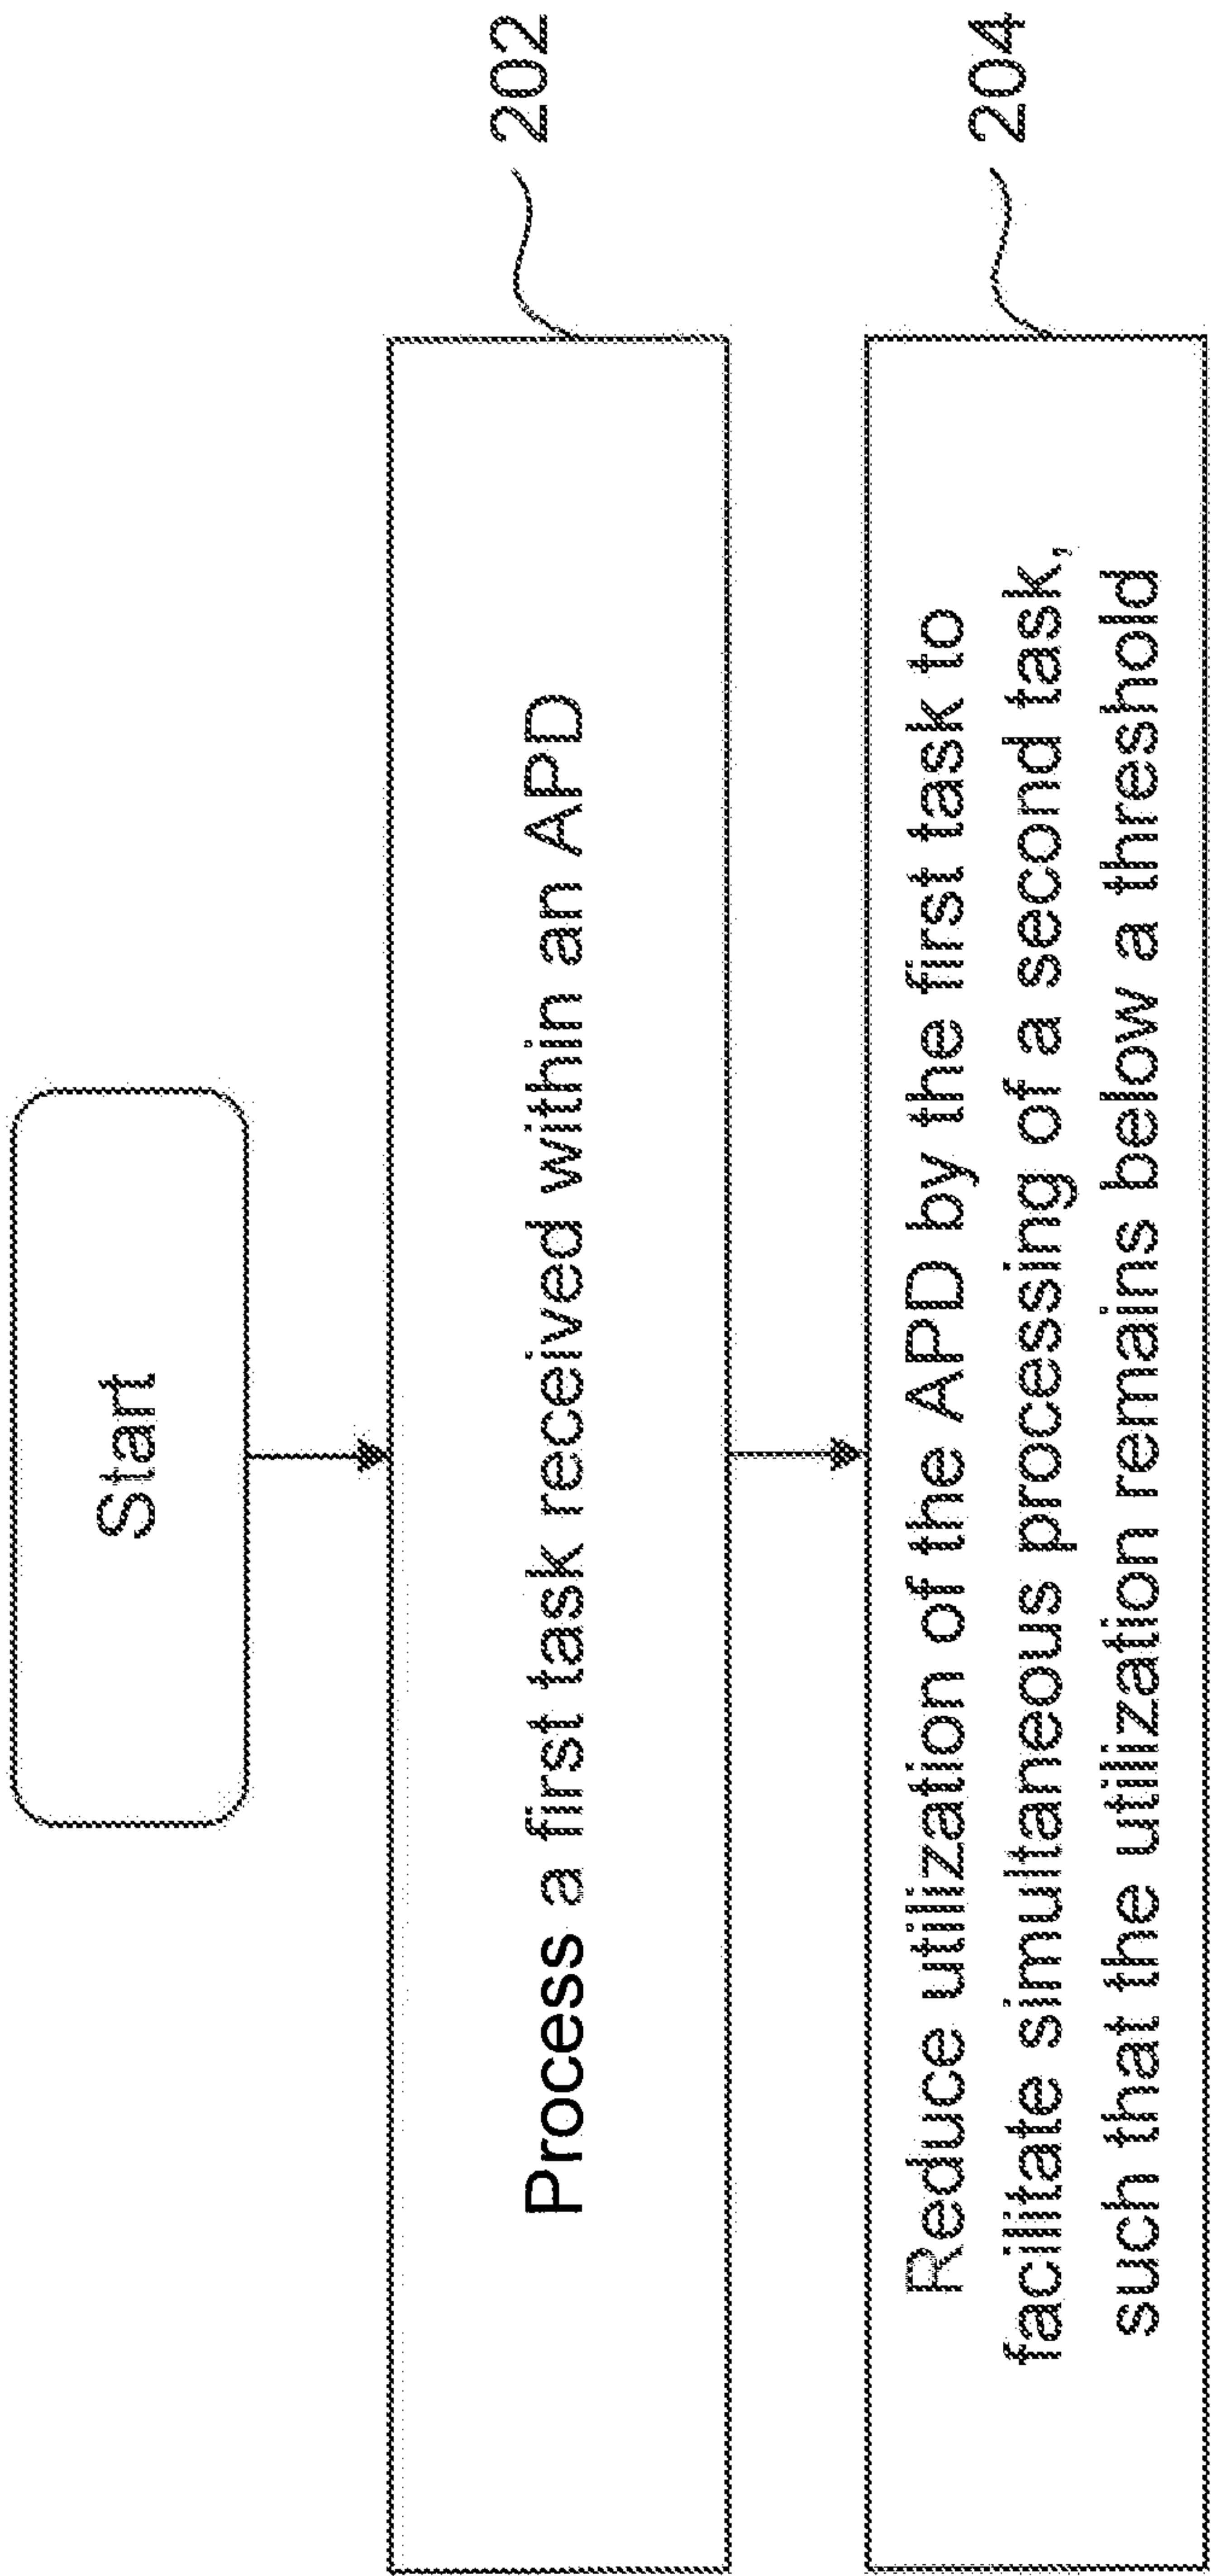 Start
Process a first task received within an APD
202
Reduce utilization of the APD by the first task to
facilitate simultaneous processing of a second task,
such that the utilization remains below a threshold
204